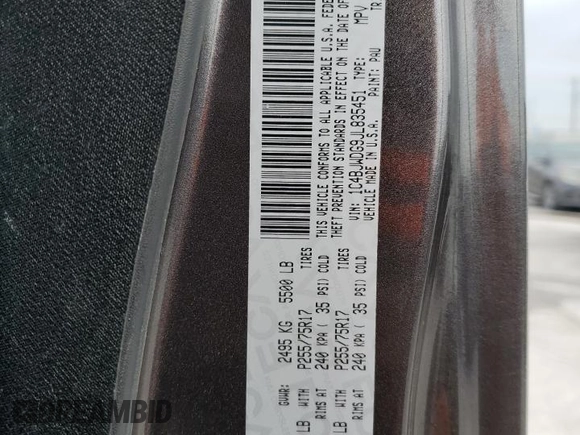 GVWR: 2495 KG 5500 LB
LB WITH P255/75R17 TIRES
RIMS AT 240 KPA ( 35 PSI) COLD
LB WITH P255/75R17 TIRES
RIMS AT 240 KPA ( 35 PSI) COLD
THIS VEHICLE CONFORMS TO ALL APPLICABLE U.S.A. FEDE
THEFT PREVENTION STANDARDS IN EFFECT ON THE DATE OF
VIN: 1C4BJWDG9JL835451 TYPE: MPV
VEHICLE MADE IN U.S.A. PAINT: PAU TR